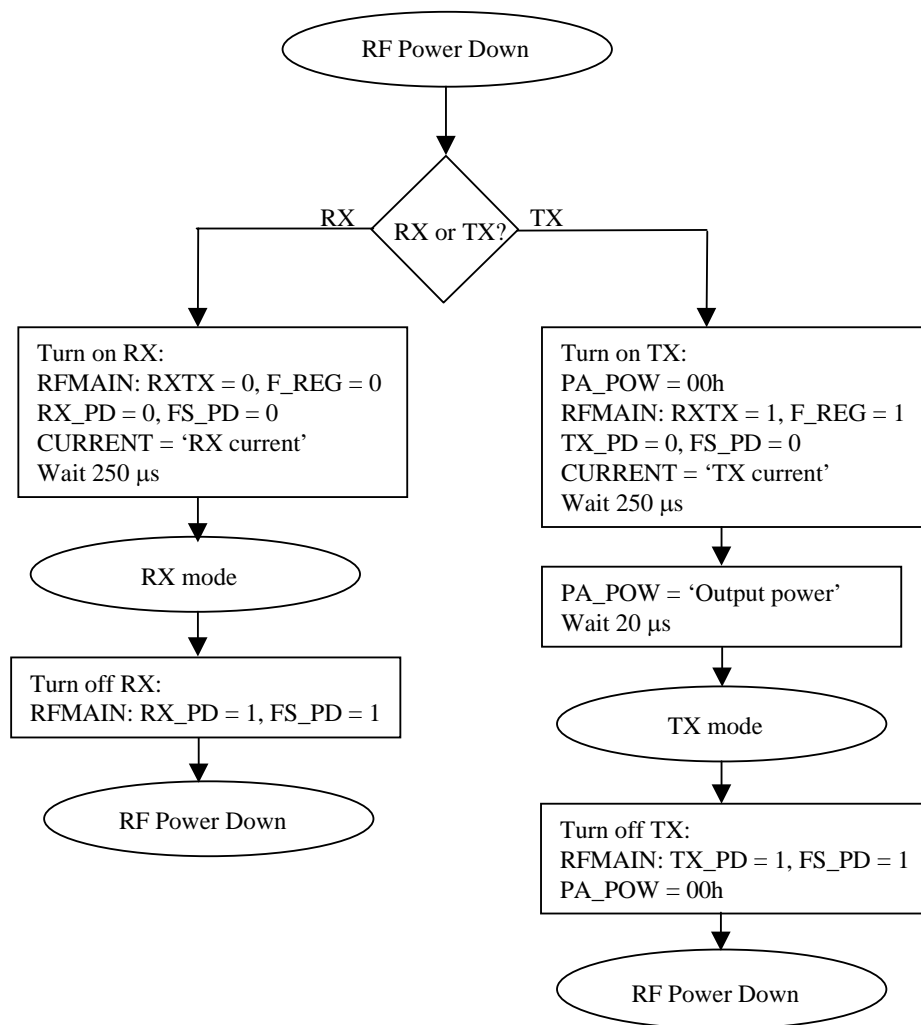 RF Power Down
RX or TX?
RX
TX
Turn on RX:
RFMAIN: RXTX = 0, F_REG = 0
RX_PD = 0, FS_PD = 0
CURRENT = ‘RX current’
Wait 250 μs
RX mode
Turn off RX:
RFMAIN: RX_PD = 1, FS_PD = 1
RF Power Down
Turn on TX:
PA_POW = 00h
RFMAIN: RXTX = 1, F_REG = 1
TX_PD = 0, FS_PD = 0
CURRENT = ‘TX current’
Wait 250 μs
PA_POW = ‘Output power’
Wait 20 μs
TX mode
Turn off TX:
RFMAIN: TX_PD = 1, FS_PD = 1
PA_POW = 00h
RF Power Down